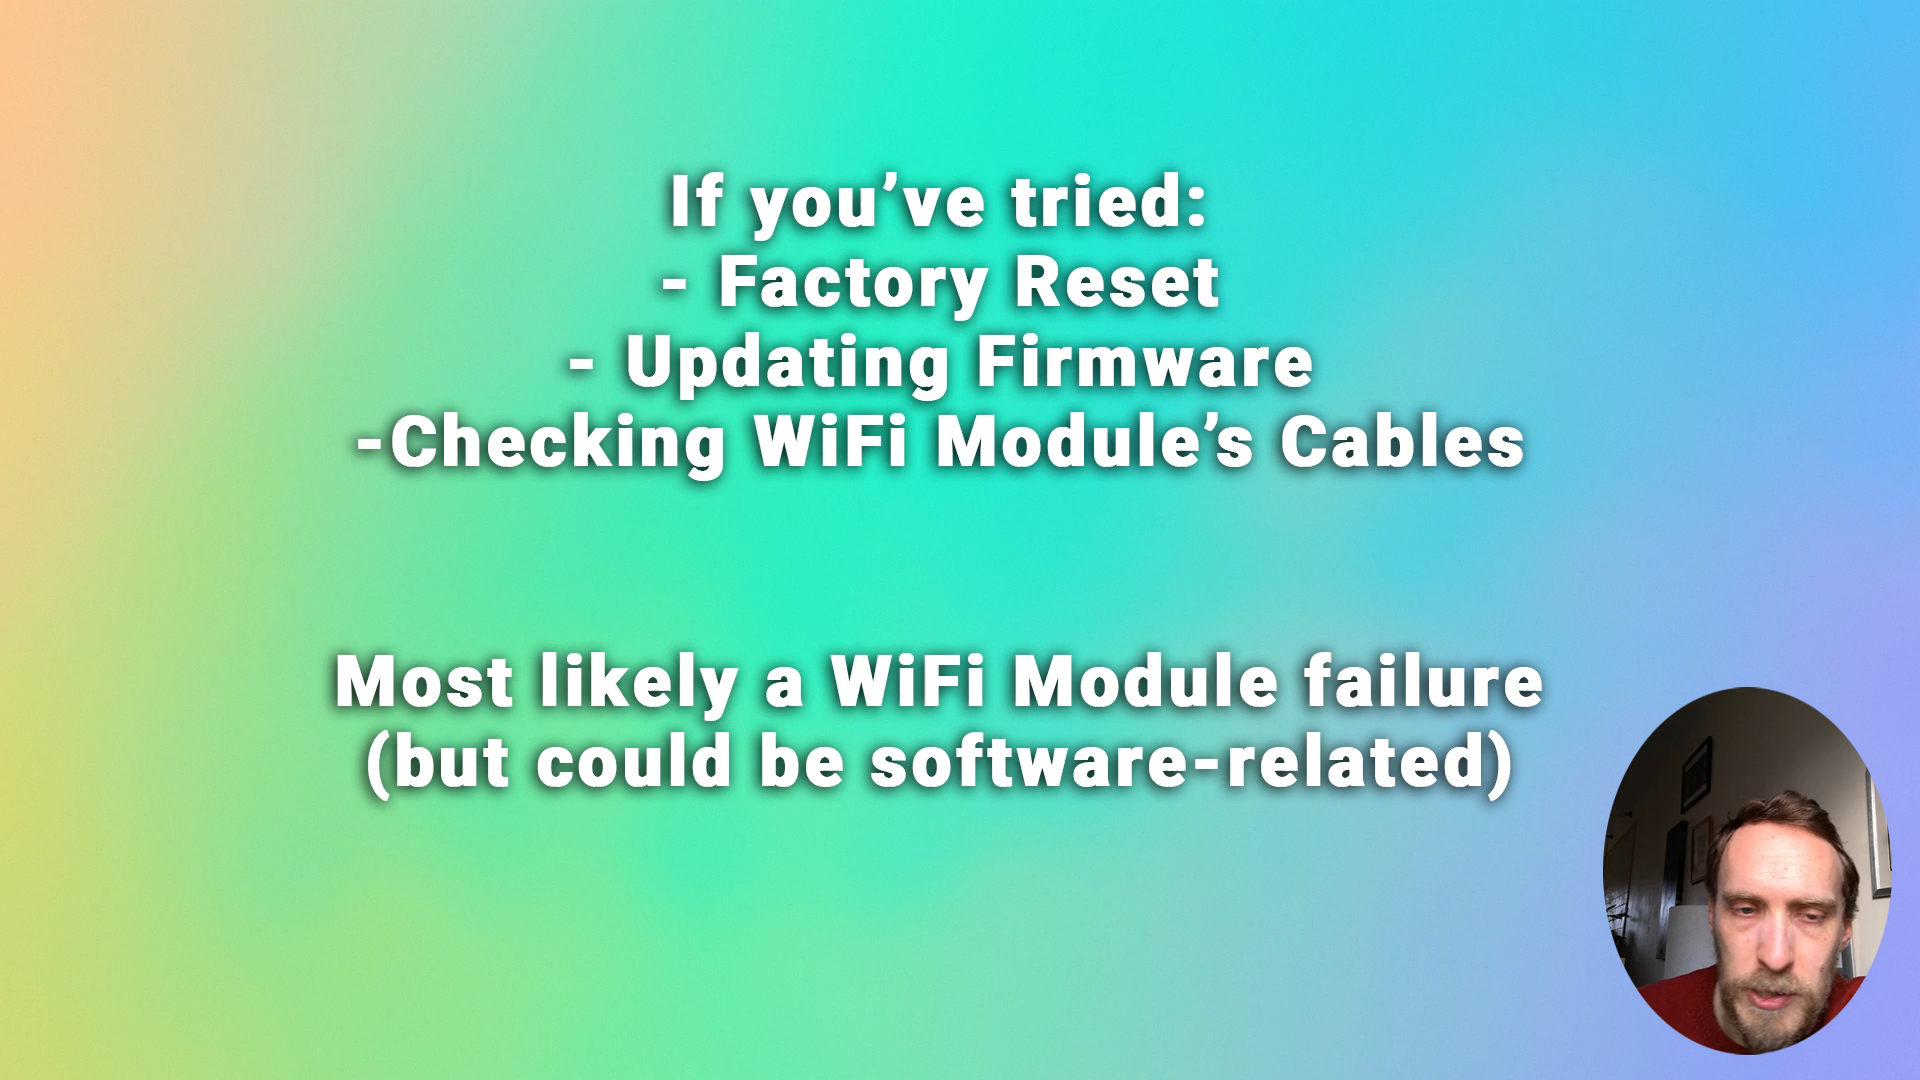 If you’ve tried:
- Factory Reset
- Updating Firmware
-Checking WiFi Module’s Cables
Most likely a WiFi Module failure
(but could be software-related)